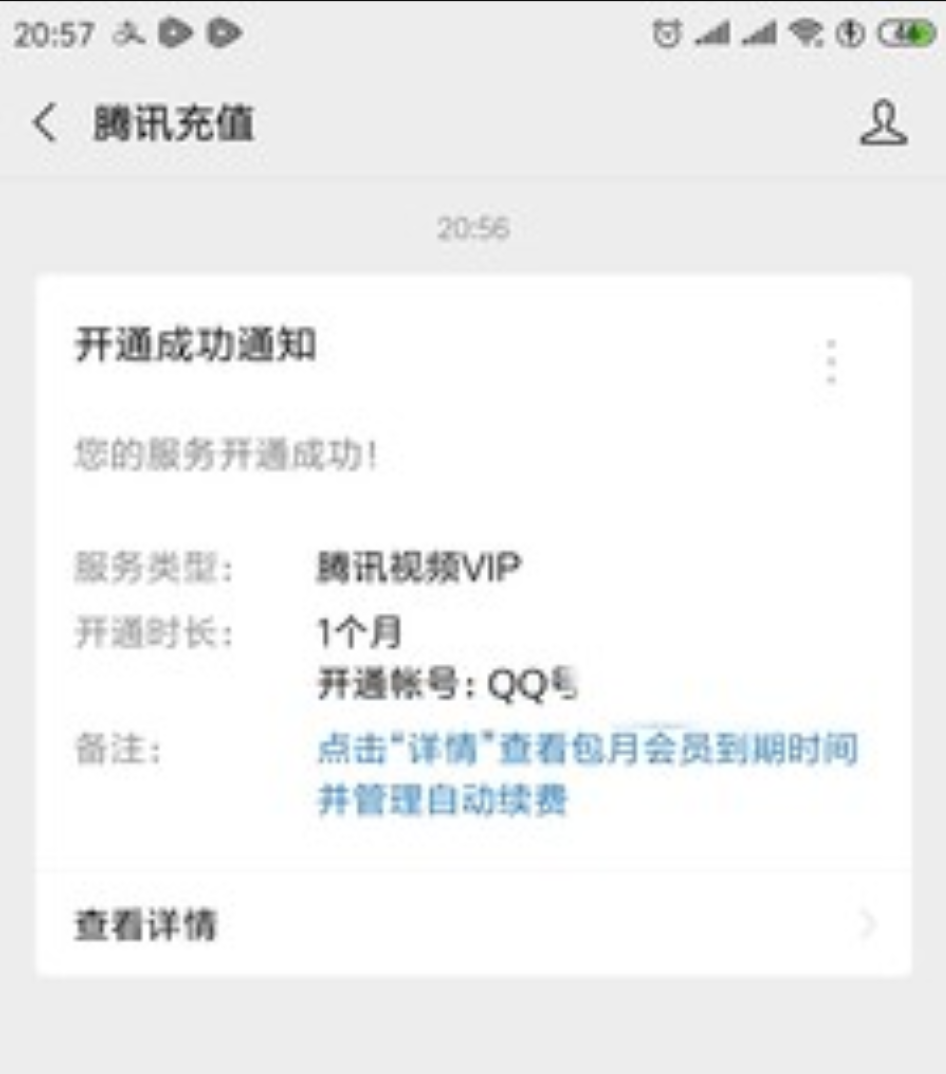 20:57
腾讯充值
20:56
开通成功通知
您的服务开通成功！
服务类型： 腾讯视频VIP
开通时长： 1个月
开通帐号：QQ号
备注： 点击“详情”查看包月会员到期时间
并管理自动续费
查看详情